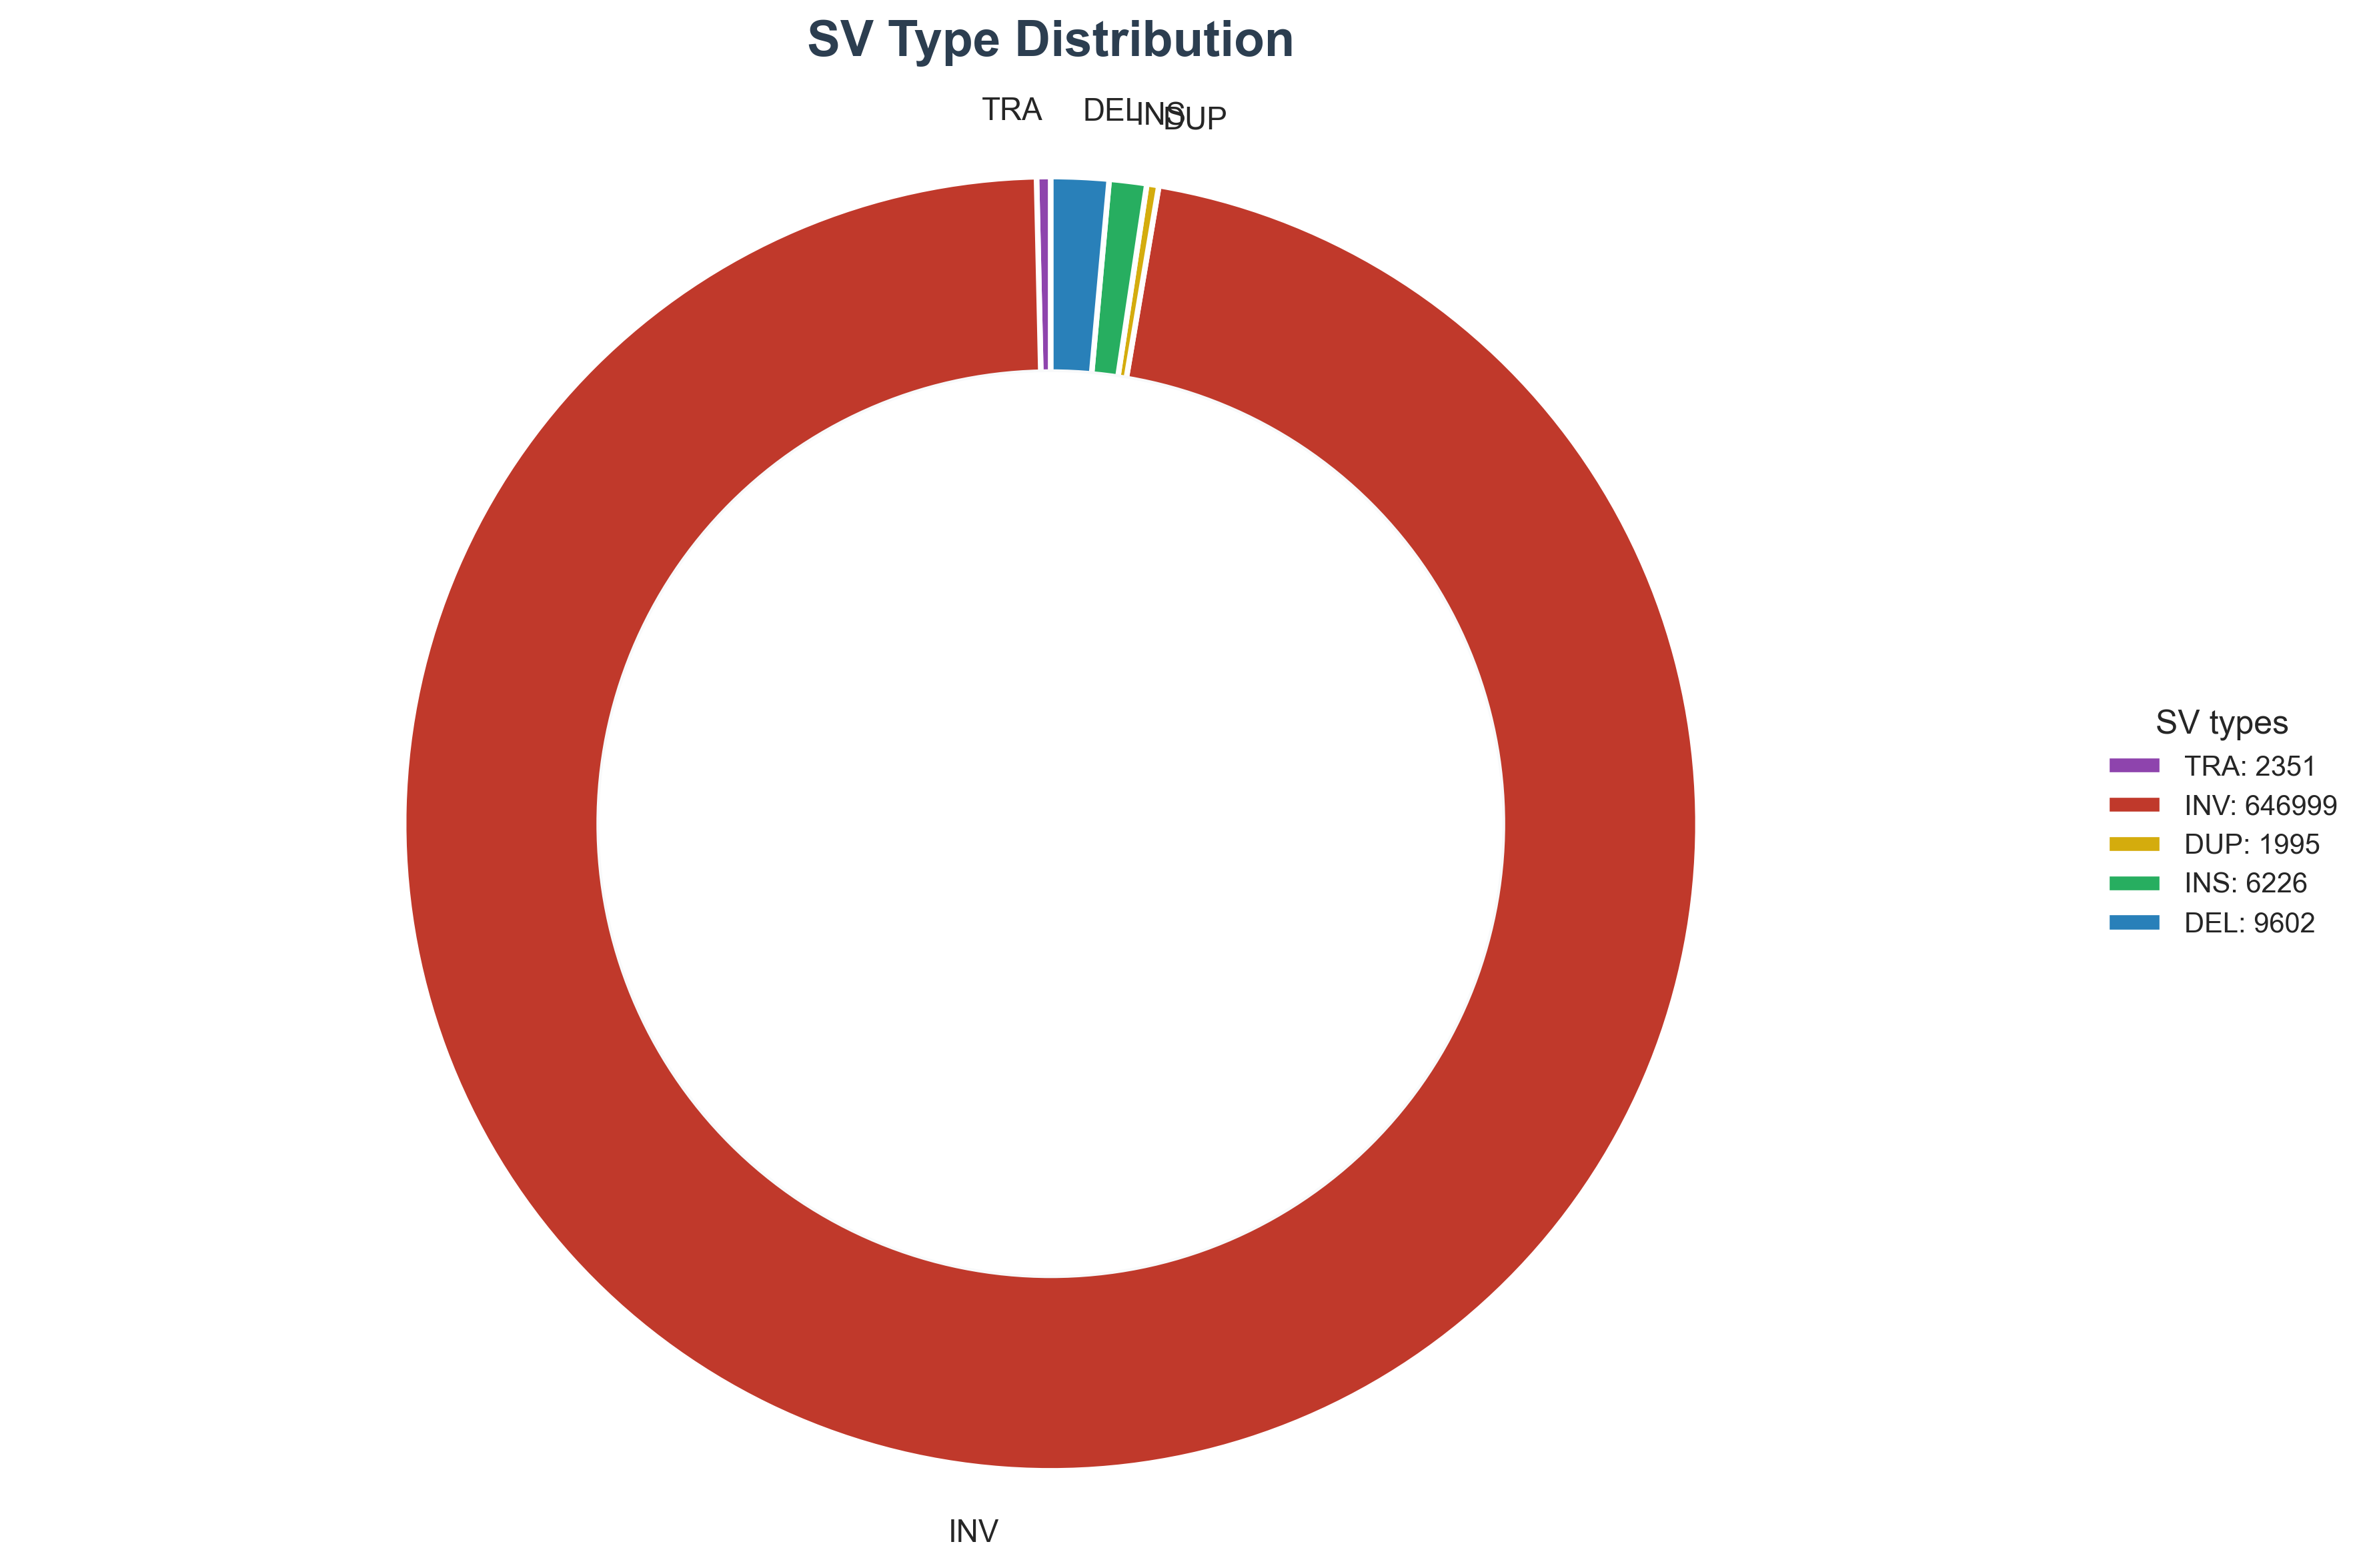 SV Type Distribution
TRA
DEL
INS
DUP
SV types
TRA: 2351
INV: 646999
DUP: 1995
INS: 6226
DEL: 9602
INV